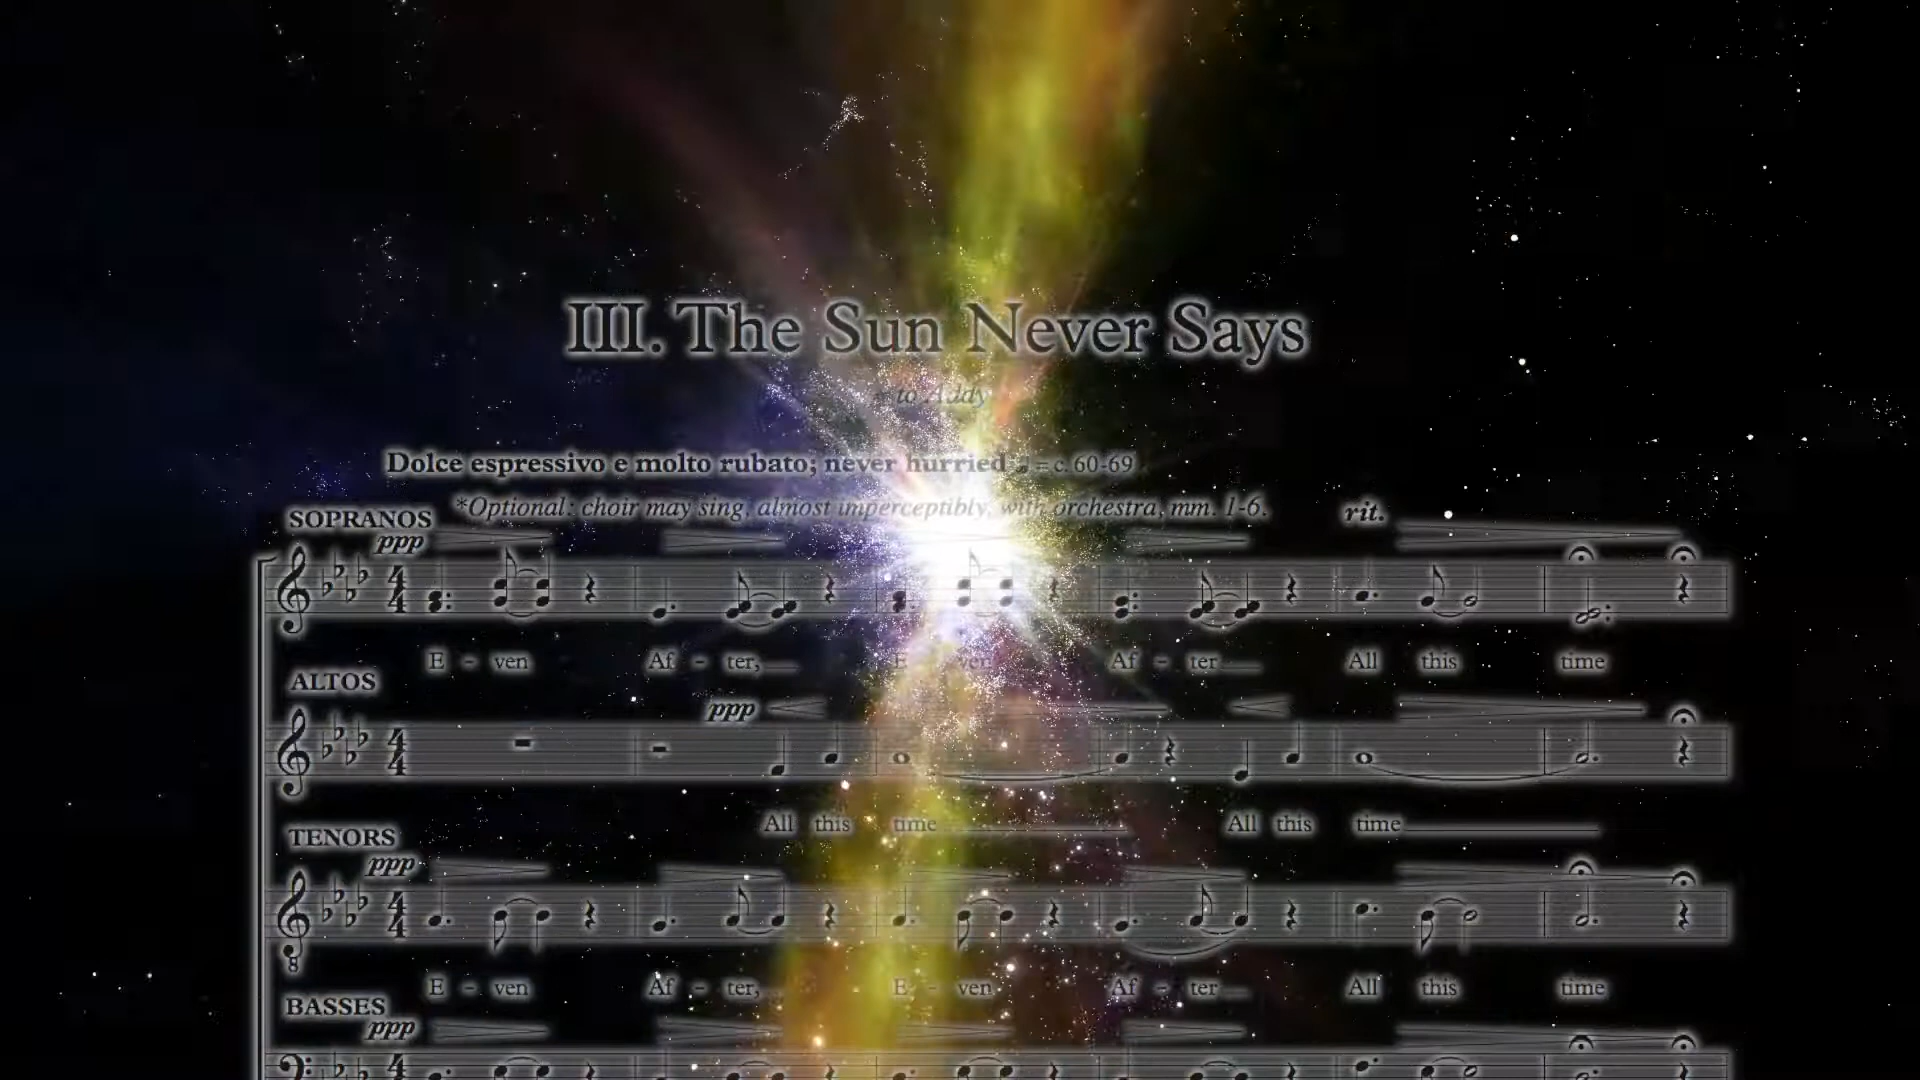 III. The Sun Never Says
to Addy
Dolce espressivo e molto rubato; never hurried ♩ = c. 60-69
*Optional: choir may sing, almost imperceptibly, with orchestra, mm. 1-6.
rit.
SOPRANOS
ppp
E - ven Af - ter, E - ven Af - ter All this time
ALTOS
ppp
All this time All this time
TENORS
ppp
8
E - ven Af - ter, E - ven Af - ter All this time
BASSES
ppp